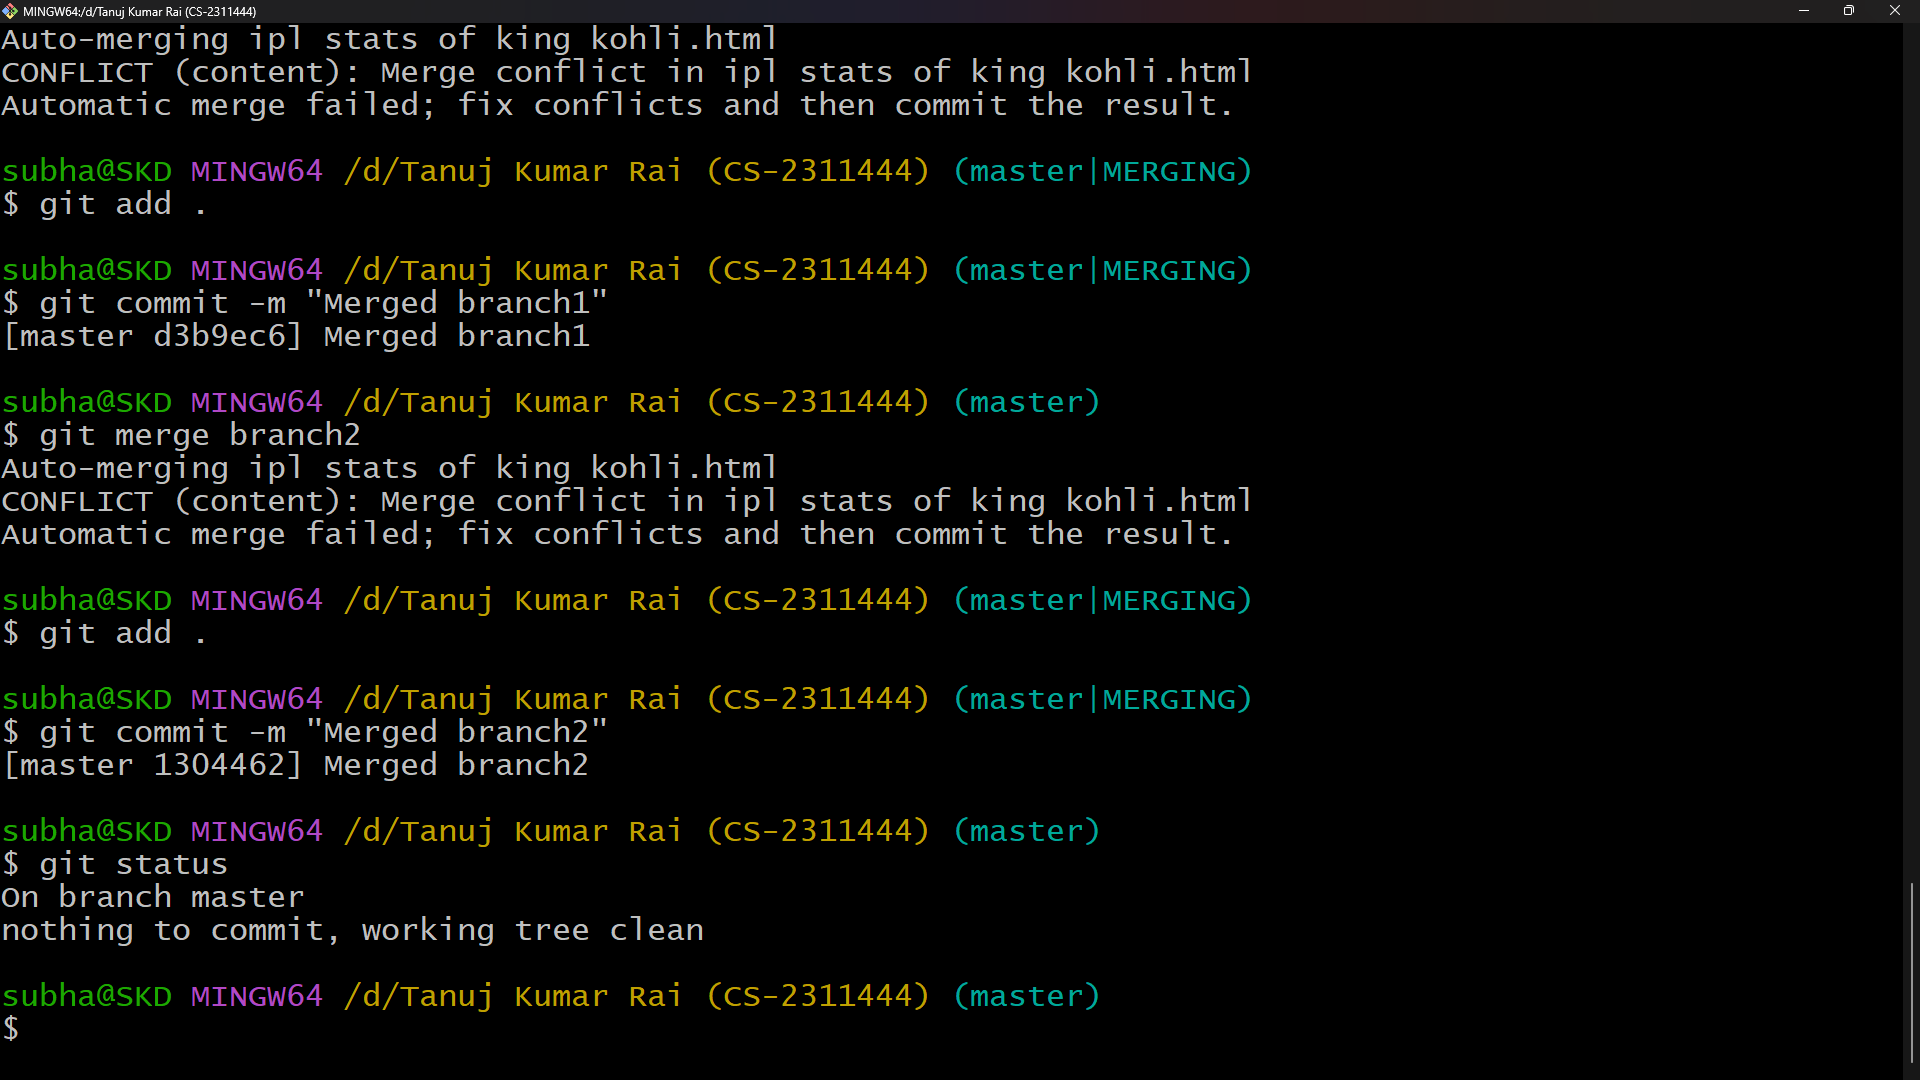 MINGW64:/d/Tanuj Kumar Rai (CS-2311444)
Auto-merging ipl stats of king kohli.html
CONFLICT (content): Merge conflict in ipl stats of king kohli.html
Automatic merge failed; fix conflicts and then commit the result.
subha@SKD MINGW64 /d/Tanuj Kumar Rai (CS-2311444) (master|MERGING)
$ git add .
subha@SKD MINGW64 /d/Tanuj Kumar Rai (CS-2311444) (master|MERGING)
$ git commit -m "Merged branch1"
[master d3b9ec6] Merged branch1
subha@SKD MINGW64 /d/Tanuj Kumar Rai (CS-2311444) (master)
$ git merge branch2
Auto-merging ipl stats of king kohli.html
CONFLICT (content): Merge conflict in ipl stats of king kohli.html
Automatic merge failed; fix conflicts and then commit the result.
subha@SKD MINGW64 /d/Tanuj Kumar Rai (CS-2311444) (master|MERGING)
$ git add .
subha@SKD MINGW64 /d/Tanuj Kumar Rai (CS-2311444) (master|MERGING)
$ git commit -m "Merged branch2"
[master 1304462] Merged branch2
subha@SKD MINGW64 /d/Tanuj Kumar Rai (CS-2311444) (master)
$ git status
On branch master
nothing to commit, working tree clean
subha@SKD MINGW64 /d/Tanuj Kumar Rai (CS-2311444) (master)
$